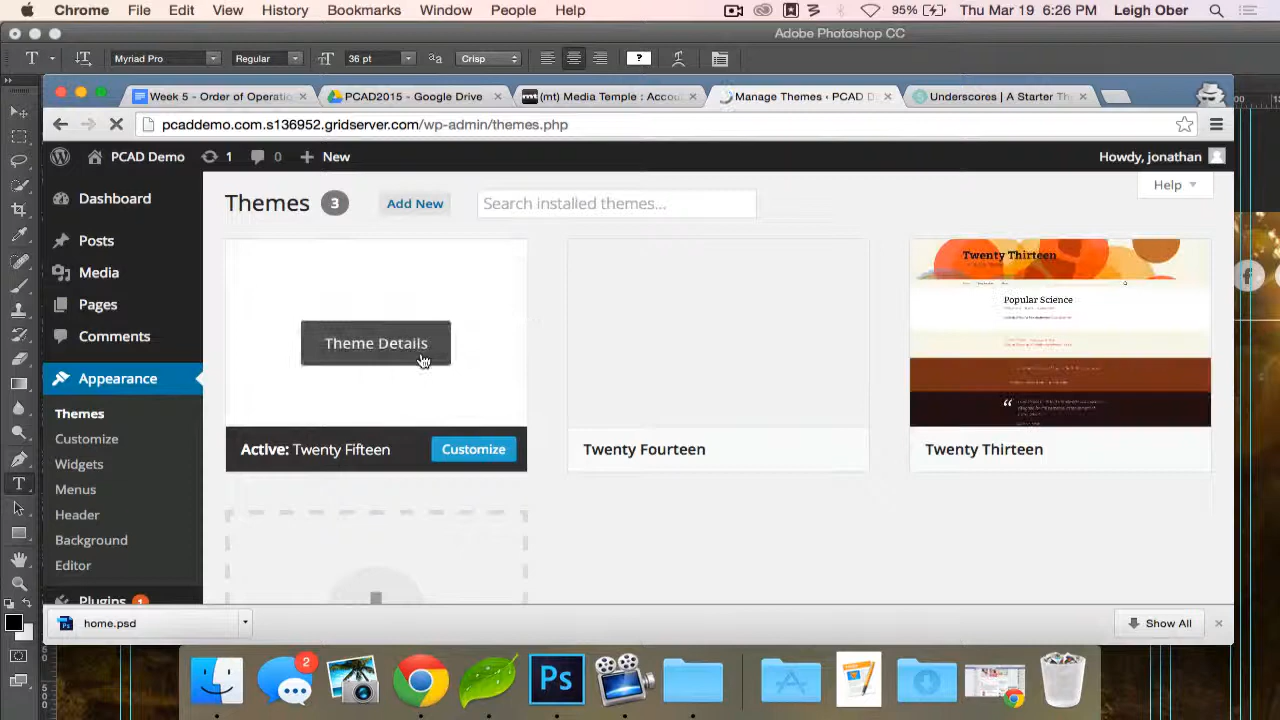 Chrome File Edit View History Bookmarks Window People Help 95% Thu Mar 19 6:26 PM Leigh Ober
Adobe Photoshop CC
T Myriad Pro Regular 36 pt Crisp ?
Week 5 - Order of Operatio PCAD2015 - Google Drive (mt) Media Temple : Accou Manage Themes ‹ PCAD D Underscores | A Starter Th
pcaddemo.com.s136952.gridserver.com/wp-admin/themes.php
PCAD Demo 1 0 New Howdy, jonathan
Help
Themes 3 Add New Search installed themes...
Dashboard
Posts
Media
Pages
Comments
Appearance
Themes
Customize
Widgets
Menus
Header
Background
Editor
Plugins 1
Theme Details
Active: Twenty Fifteen Customize
Twenty Fourteen
Twenty Thirteen
Popular Science
Twenty Thirteen
home.psd Show All
2
Ps